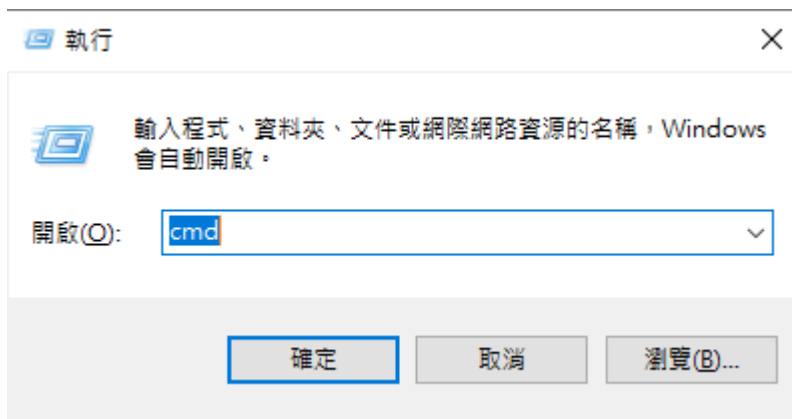 執行
輸入程式、資料夾、文件或網際網路資源的名稱，Windows
會自動開啟。
開啟(O):
cmd
確定
取消
瀏覽(B)...